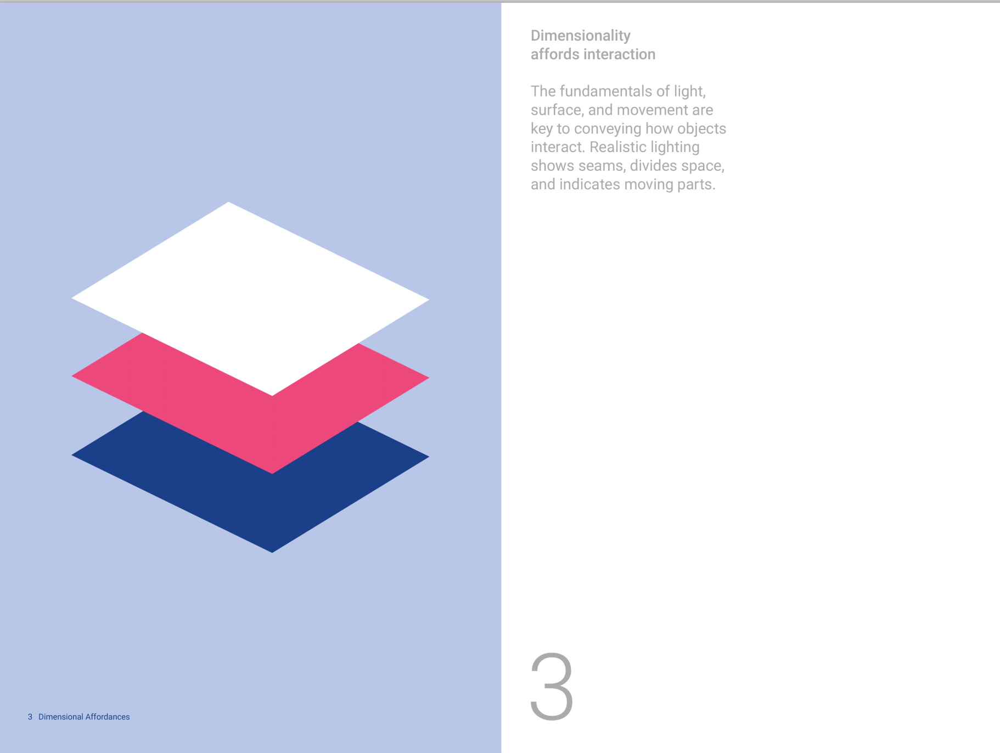 Dimensionality
affords interaction
The fundamentals of light,
surface, and movement are
key to conveying how objects
interact. Realistic lighting
shows seams, divides space,
and indicates moving parts.
3
3 Dimensional Affordances